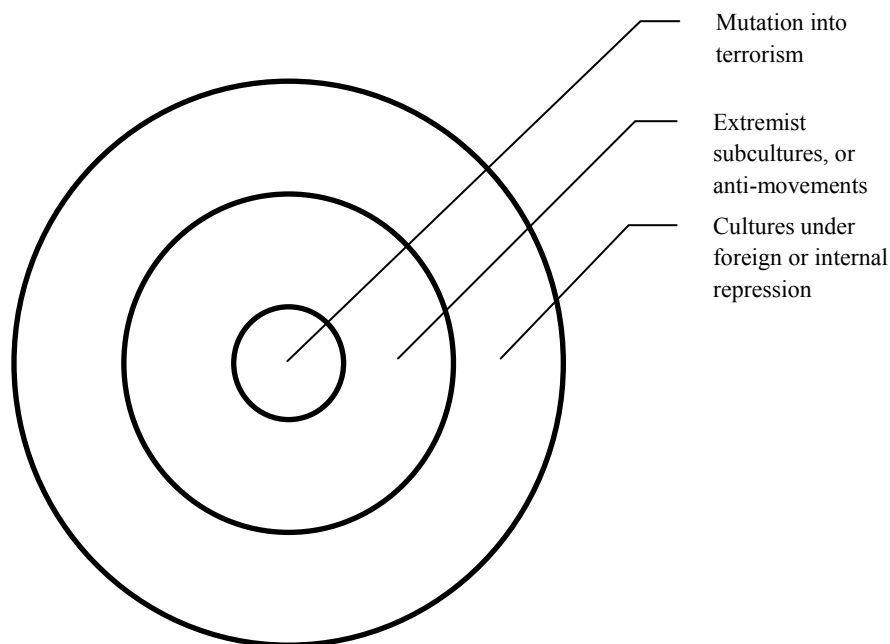 Mutation into
terrorism
Extremist
subcultures, or
anti-movements
Cultures under
foreign or internal
repression